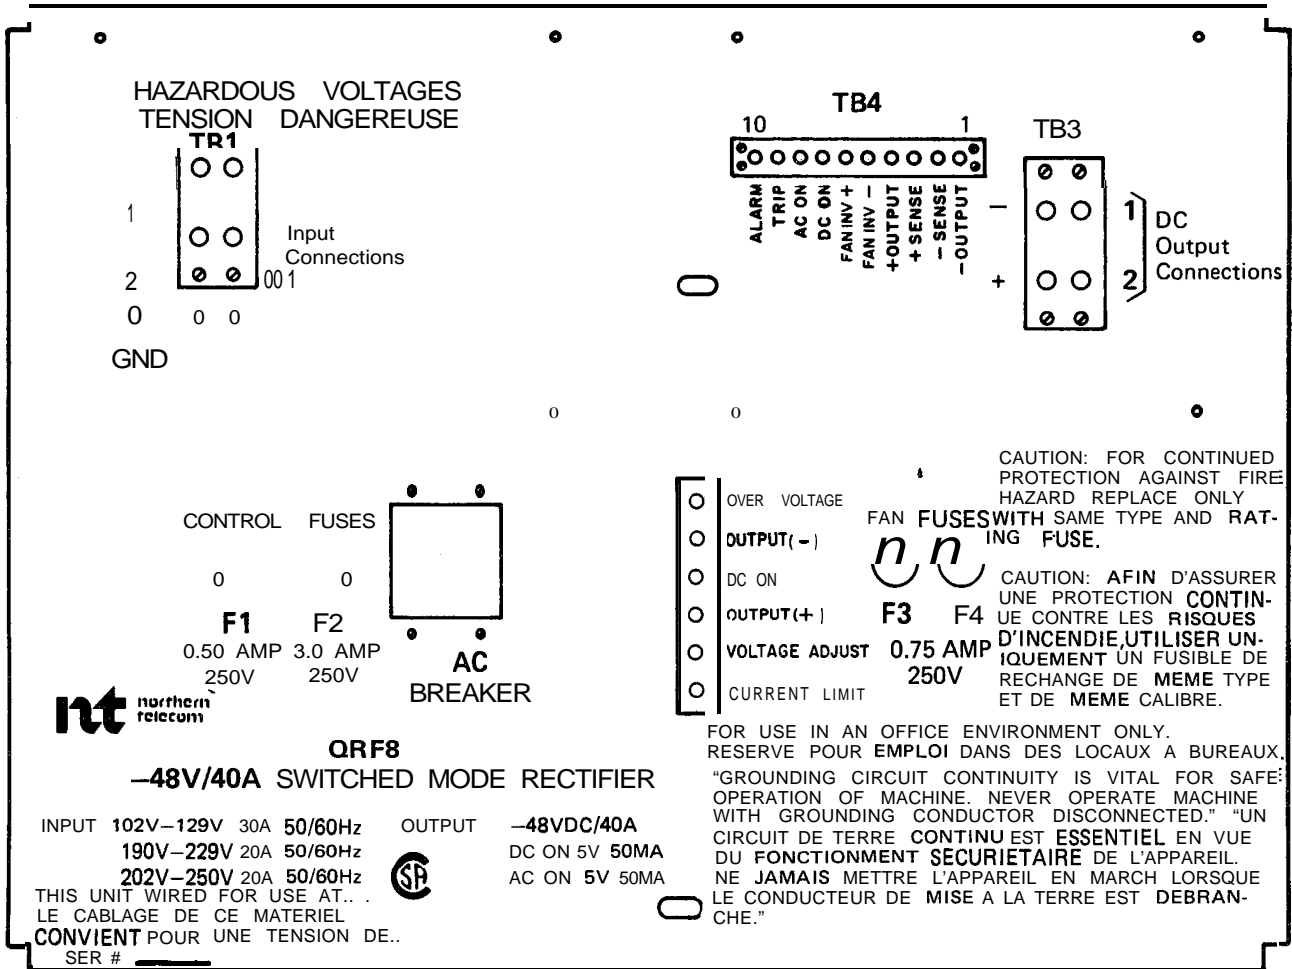 HAZARDOUS VOLTAGES
TENSION DANGEREUSE
TB1
1
2
0
GND
0 0
001
Input
Connections
TB4
10 1
ALARM
TRIP
AC ON
DC ON
FAN INV +
FAN INV –
+OUTPUT
+ SENSE
– SENSE
–OUTPUT
TB3
–
+
1
2
DC
Output
Connections
o o
CONTROL FUSES
0 0
F1 F2
0.50 AMP 3.0 AMP
250V 250V
AC
BREAKER
nt northern
telecom
QRF8
–48V/40A SWITCHED MODE RECTIFIER
INPUT 102V–129V 30A 50/60Hz
190V–229V 20A 50/60Hz
202V–250V 20A 50/60Hz
OUTPUT –48VDC/40A
DC ON 5V 50MA
AC ON 5V 50MA
SA
THIS UNIT WIRED FOR USE AT.. .
LE CABLAGE DE CE MATERIEL
CONVIENT POUR UNE TENSION DE..
SER #
OVER VOLTAGE
OUTPUT(–)
DC ON
OUTPUT(+)
VOLTAGE ADJUST
CURRENT LIMIT
FAN FUSES
n n
F3 F4
0.75 AMP
250V
CAUTION: FOR CONTINUED
PROTECTION AGAINST FIRE
HAZARD REPLACE ONLY
WITH SAME TYPE AND RAT-
ING FUSE.
CAUTION: AFIN D'ASSURER
UNE PROTECTION CONTIN-
UE CONTRE LES RISQUES
D'INCENDIE,UTILISER UN-
IQUEMENT UN FUSIBLE DE
RECHANGE DE MEME TYPE
ET DE MEME CALIBRE.
FOR USE IN AN OFFICE ENVIRONMENT ONLY.
RESERVE POUR EMPLOI DANS DES LOCAUX A BUREAUX.
“GROUNDING CIRCUIT CONTINUITY IS VITAL FOR SAFE
OPERATION OF MACHINE. NEVER OPERATE MACHINE
WITH GROUNDING CONDUCTOR DISCONNECTED.” “UN
CIRCUIT DE TERRE CONTINU EST ESSENTIEL EN VUE
DU FONCTIONMENT SECURIETAIRE DE L'APPAREIL.
NE JAMAIS METTRE L'APPAREIL EN MARCH LORSQUE
LE CONDUCTEUR DE MISE A LA TERRE EST DEBRAN-
CHE.”